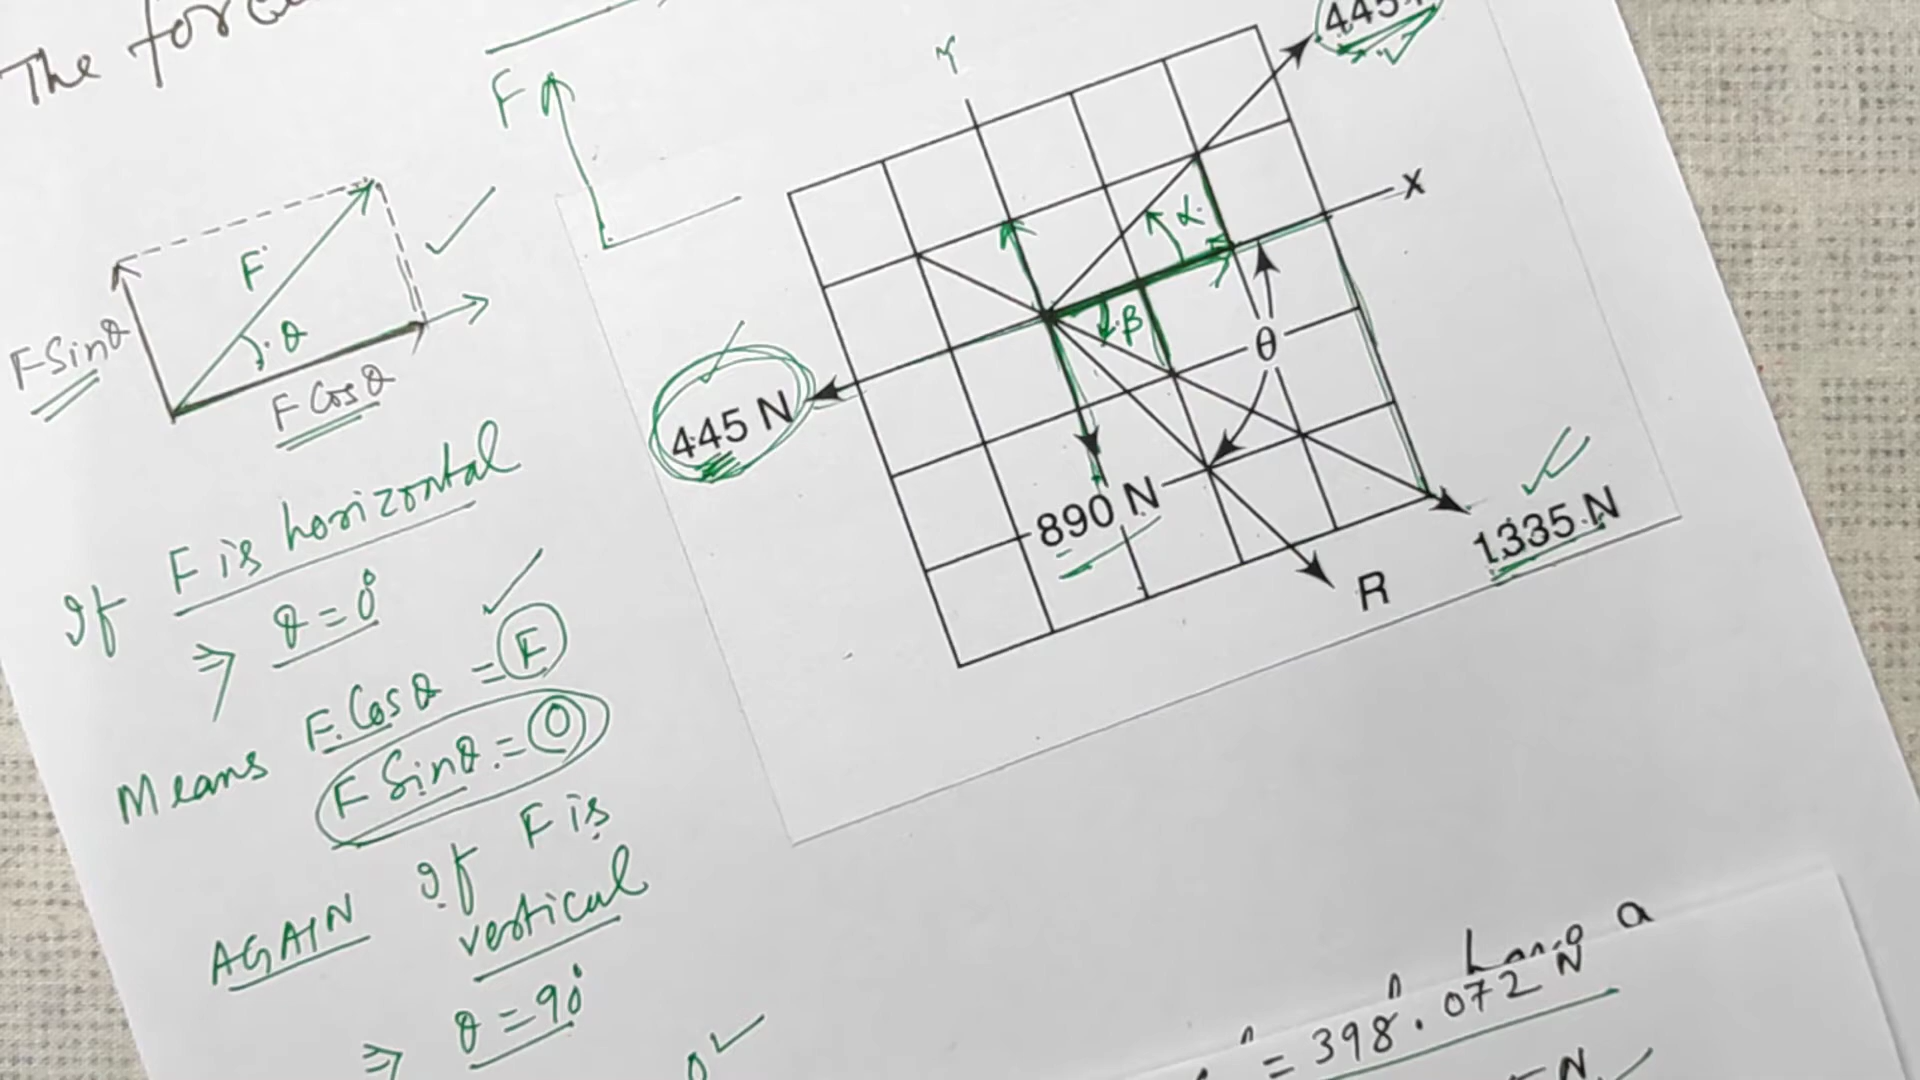 The
F
445
Y
X
α
β
θ
445 N
890 N
1335 N
R
F
θ
F Sinθ
F Cosθ
If F is horizontal
⇒ θ = 0°
Means F. Cosθ = F
F Sinθ. = 0
AGAIN If F is
vertical
⇒ θ = 90°
a
= 398.072 N
N